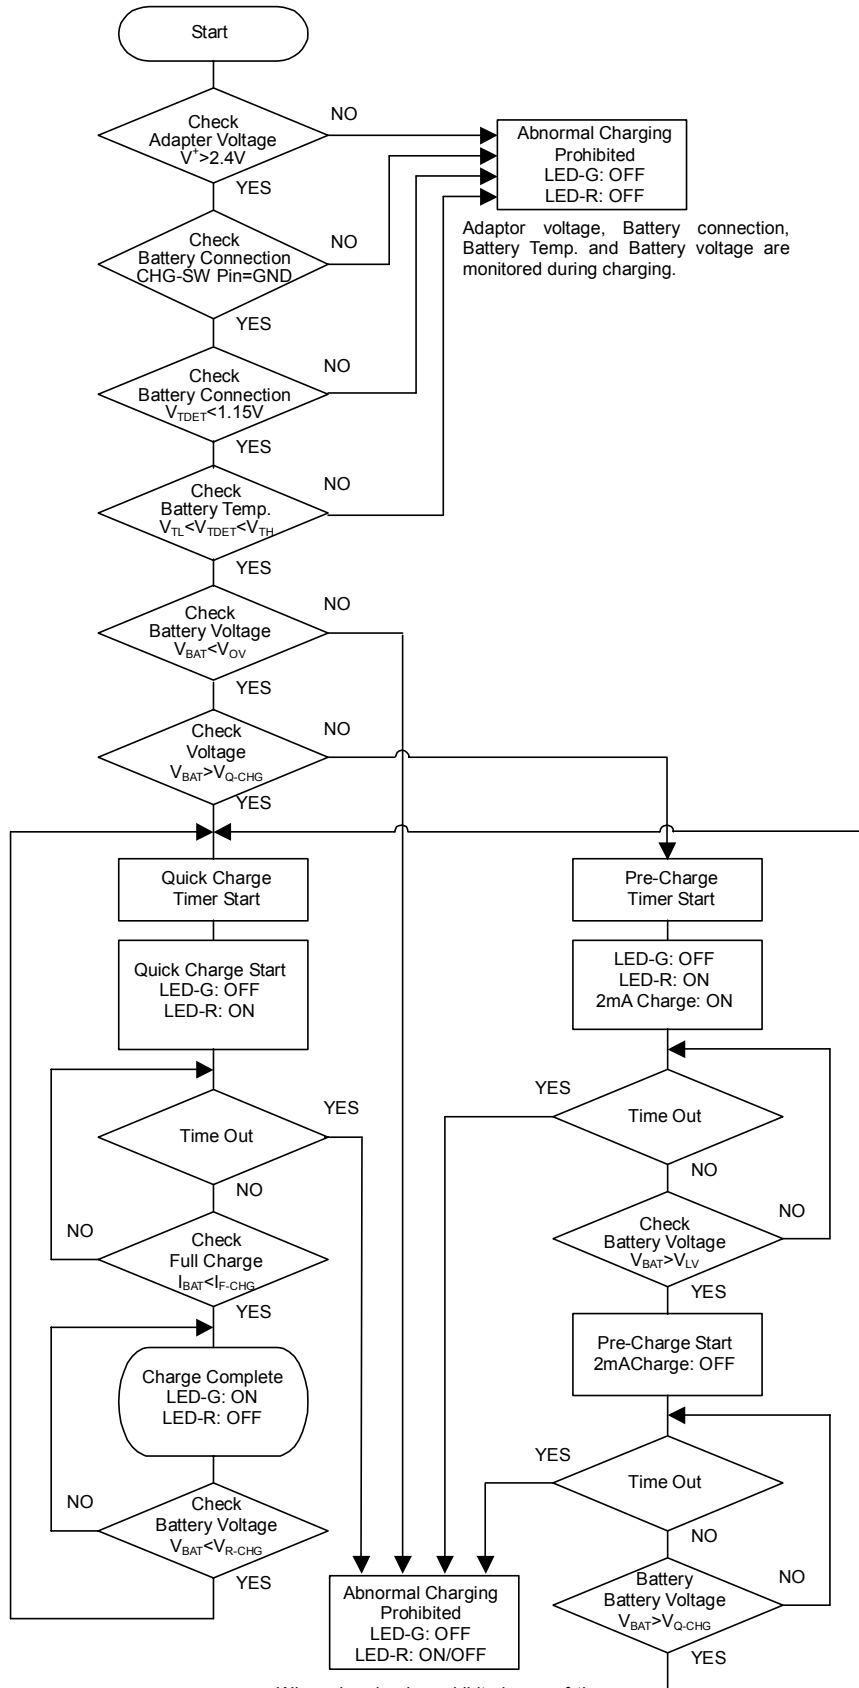 Start
Check
Adapter Voltage
V+>2.4V
NO
YES
Abnormal Charging
Prohibited
LED-G: OFF
LED-R: OFF
Adaptor voltage, Battery connection,
Battery Temp. and Battery voltage are
monitored during charging.
Check
Battery Connection
CHG-SW Pin=GND
NO
YES
Check
Battery Connection
VTDET<1.15V
NO
YES
Check
Battery Temp.
VTL<VTDET<VTH
NO
YES
Check
Battery Voltage
VBAT<VOV
NO
YES
Check
Voltage
VBAT>VQ-CHG
NO
YES
Quick Charge
Timer Start
Quick Charge Start
LED-G: OFF
LED-R: ON
Time Out
YES
NO
Check
Full Charge
IBAT<IF-CHG
NO
YES
Charge Complete
LED-G: ON
LED-R: OFF
Check
Battery Voltage
VBAT<VR-CHG
NO
YES
Pre-Charge
Timer Start
LED-G: OFF
LED-R: ON
2mA Charge: ON
YES
Time Out
NO
Check
Battery Voltage
VBAT>VLV
NO
YES
Pre-Charge Start
2mACharge: OFF
YES
Time Out
NO
Battery
Battery Voltage
VBAT>VQ-CHG
NO
YES
Abnormal Charging
Prohibited
LED-G: OFF
LED-R: ON/OFF